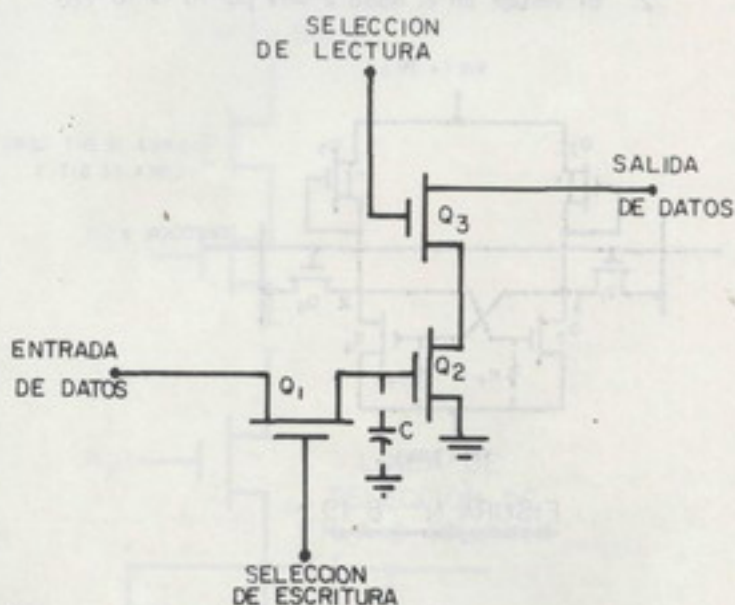 SELECCION
DE LECTURA
SALIDA
DE DATOS
Q3
ENTRADA
DE DATOS
Q1
Q2
C
SELECCION
DE ESCRITURA